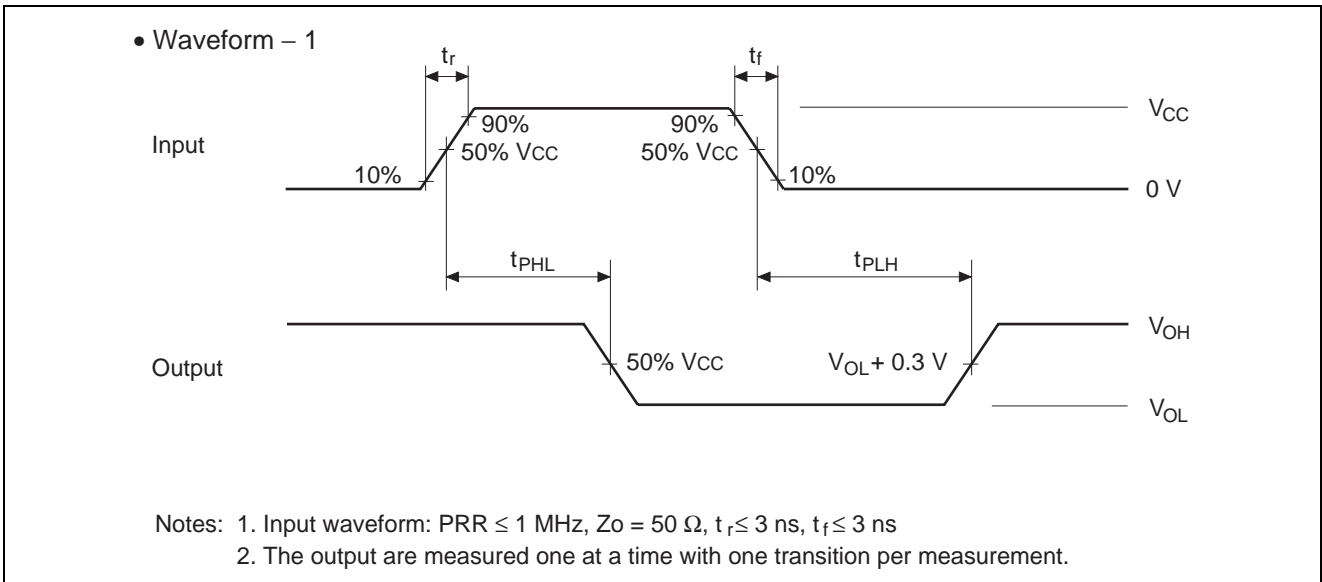 • Waveform – 1
tr
tf
VCC
90%
90%
Input
50% VCC
50% VCC
10%
10%
0 V
tPHL
tPLH
VOH
Output
50% VCC
VOL + 0.3 V
VOL
Notes: 1. Input waveform: PRR ≤ 1 MHz, Zo = 50 Ω, t r ≤ 3 ns, t f ≤ 3 ns
2. The output are measured one at a time with one transition per measurement.